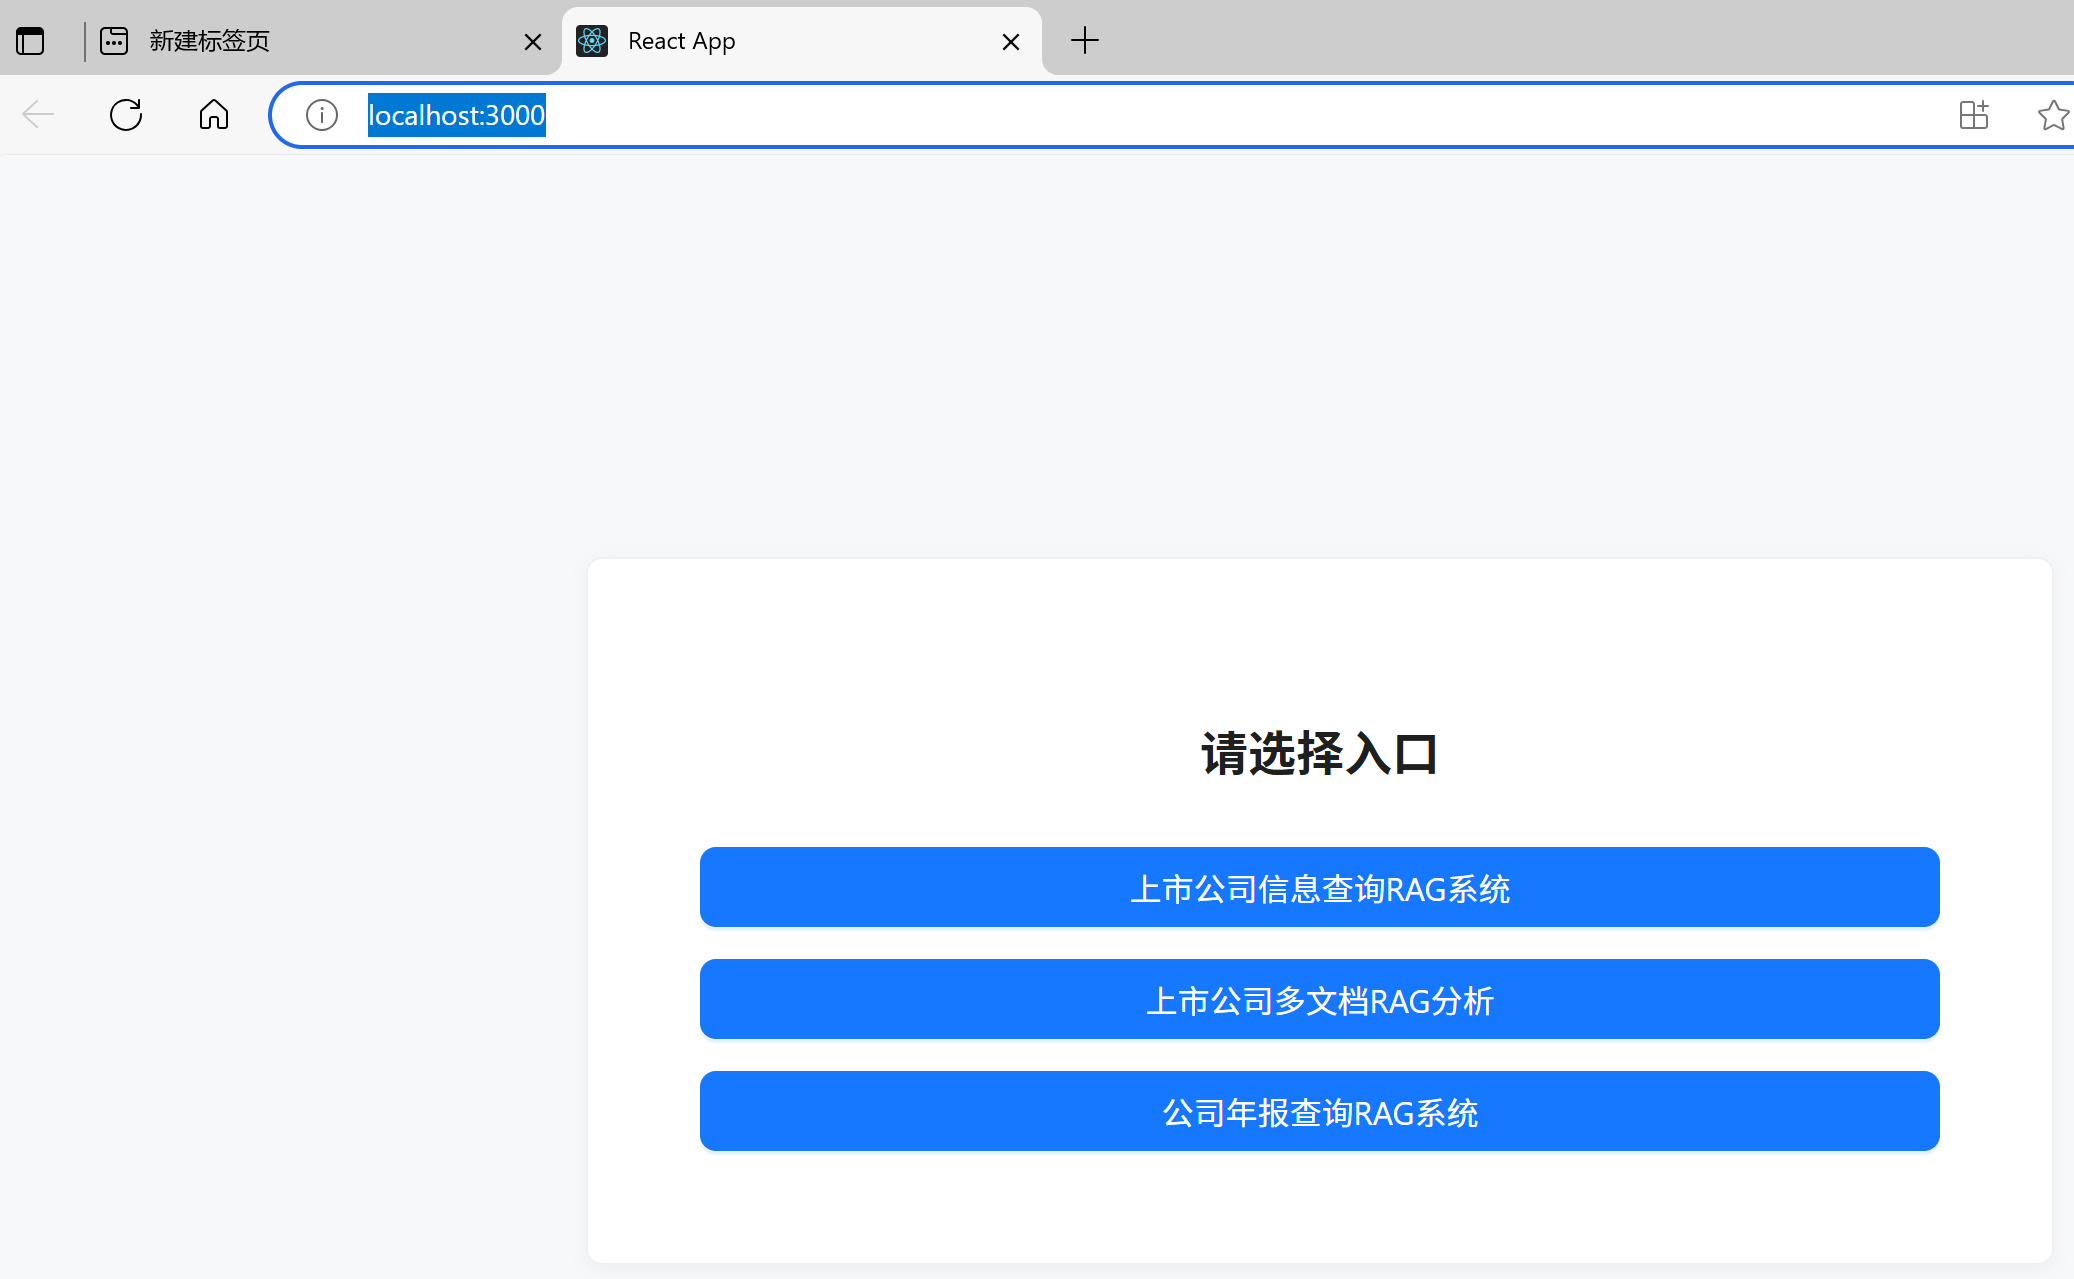 新建标签页
React App
localhost:3000
请选择入口
上市公司信息查询RAG系统
上市公司多文档RAG分析
公司年报查询RAG系统